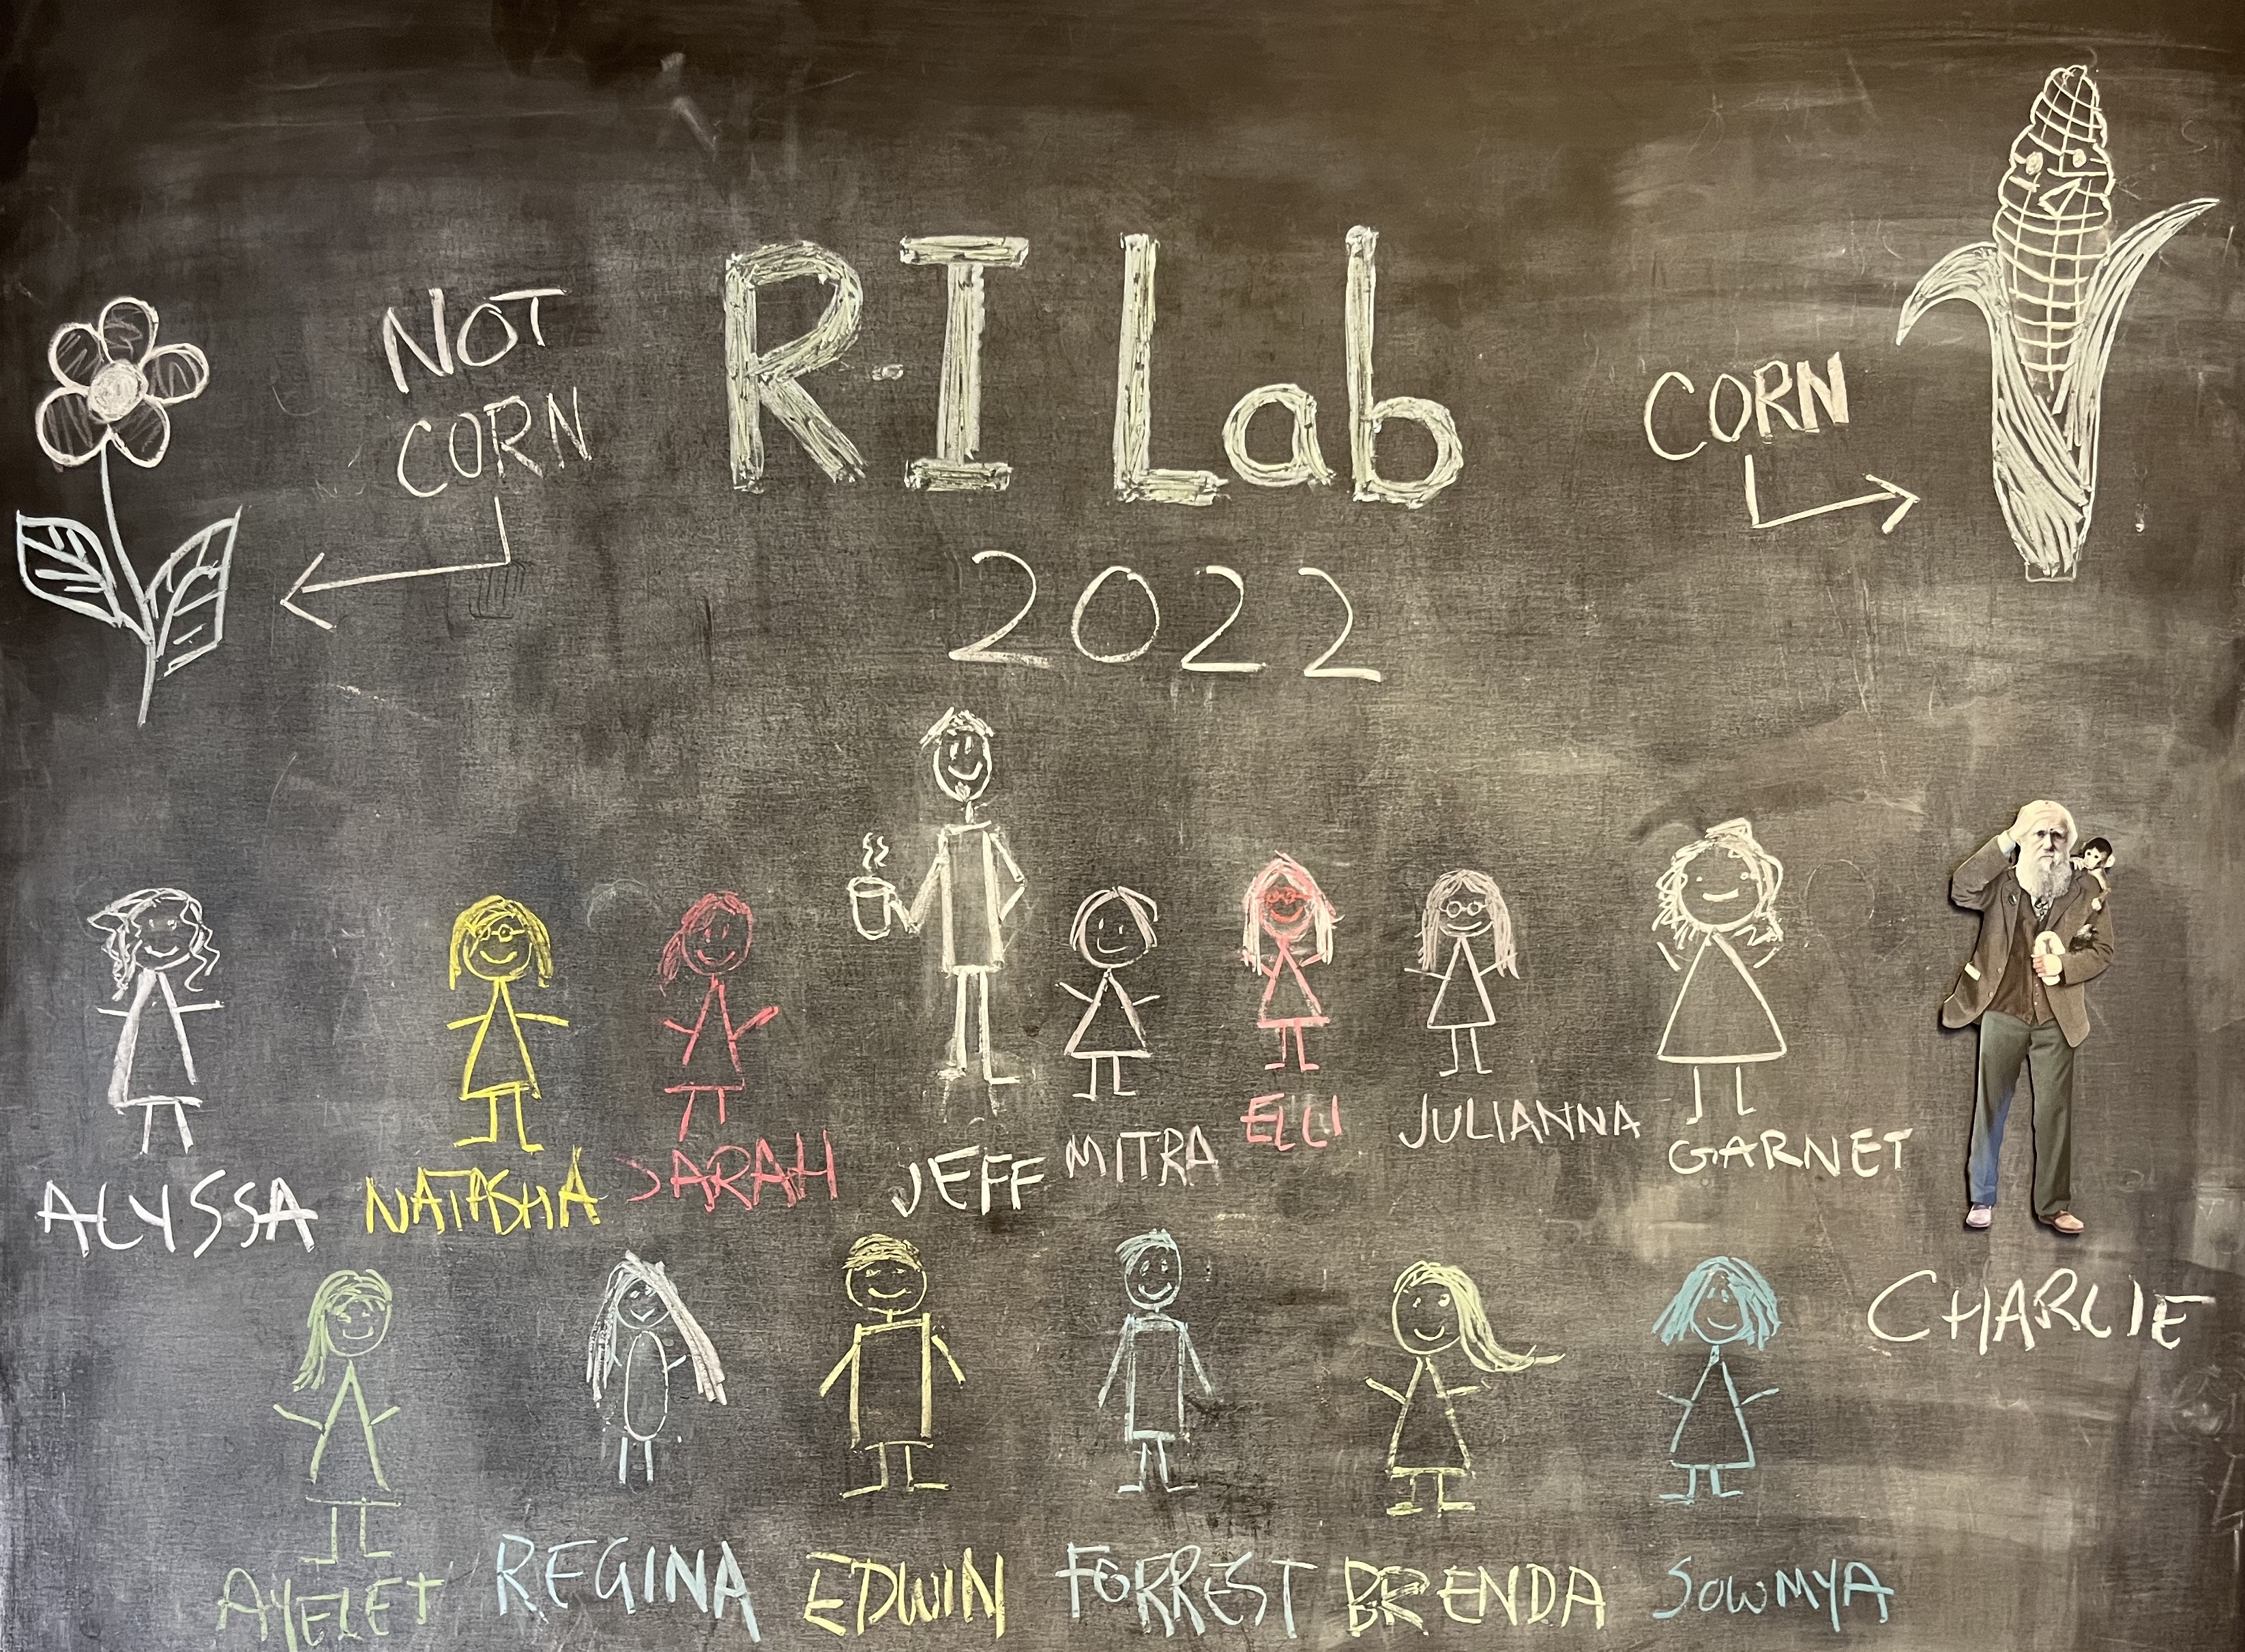 NOT
CORN
RI Lab
2022
CORN
ALYSSA
NATASHA
SARAH
JEFF
MITRA
ELLI
JULIANNA
GARNET
CHARLIE
AYELET
REGINA
EDWIN
FORREST
BRENDA
SOWMYA